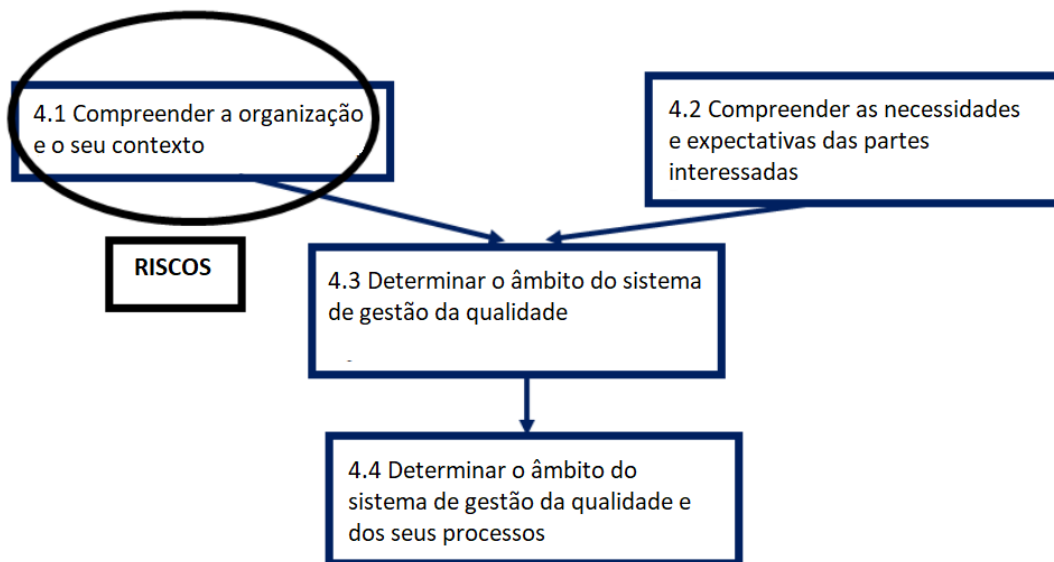 4.1 Compreender a organização
e o seu contexto
4.2 Compreender as necessidades
e expectativas das partes
interessadas
RISCOS
4.3 Determinar o âmbito do sistema
de gestão da qualidade
4.4 Determinar o âmbito do
sistema de gestão da qualidade e
dos seus processos